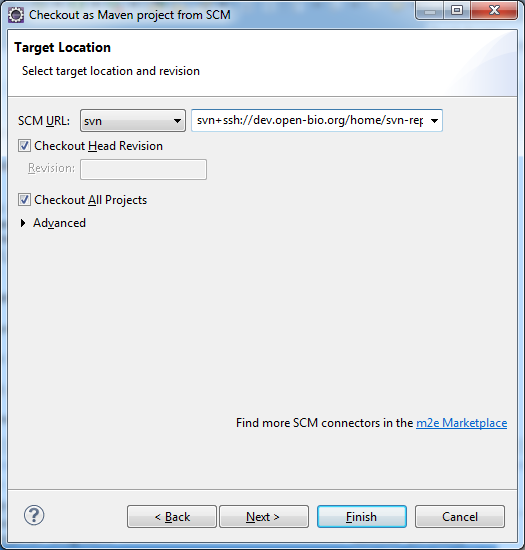 Checkout as Maven project from SCM
Target Location
Select target location and revision
SCM URL: svn svn+ssh://dev.open-bio.org/home/svn-rep
Checkout Head Revision
Revision:
Checkout All Projects
Advanced
Find more SCM connectors in the m2e Marketplace
? < Back Next > Finish Cancel